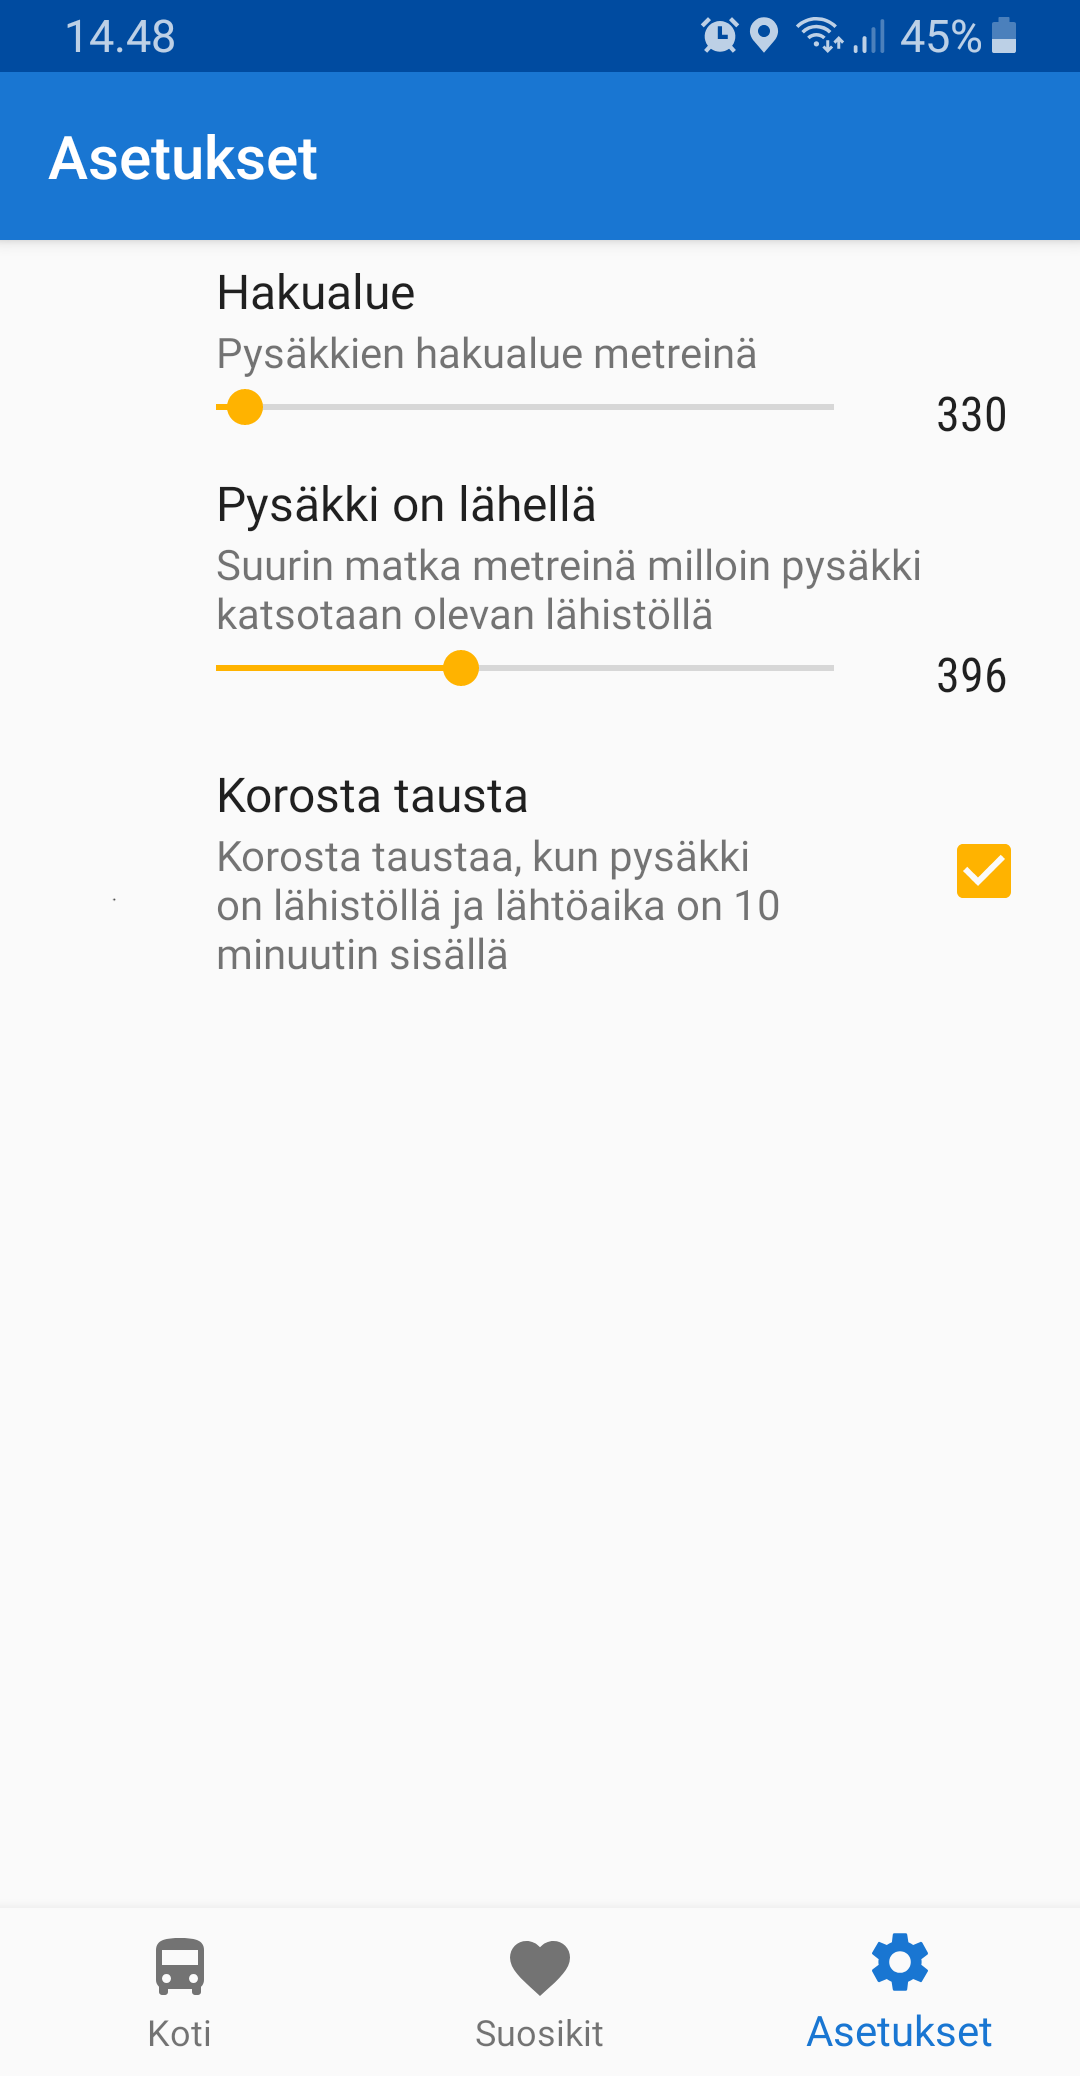 14.48
45%
Asetukset
Hakualue
Pysäkkien hakualue metreinä
330
Pysäkki on lähellä
Suurin matka metreinä milloin pysäkki
katsotaan olevan lähistöllä
396
Korosta tausta
Korosta taustaa, kun pysäkki
on lähistöllä ja lähtöaika on 10
minuutin sisällä
Koti
Suosikit
Asetukset